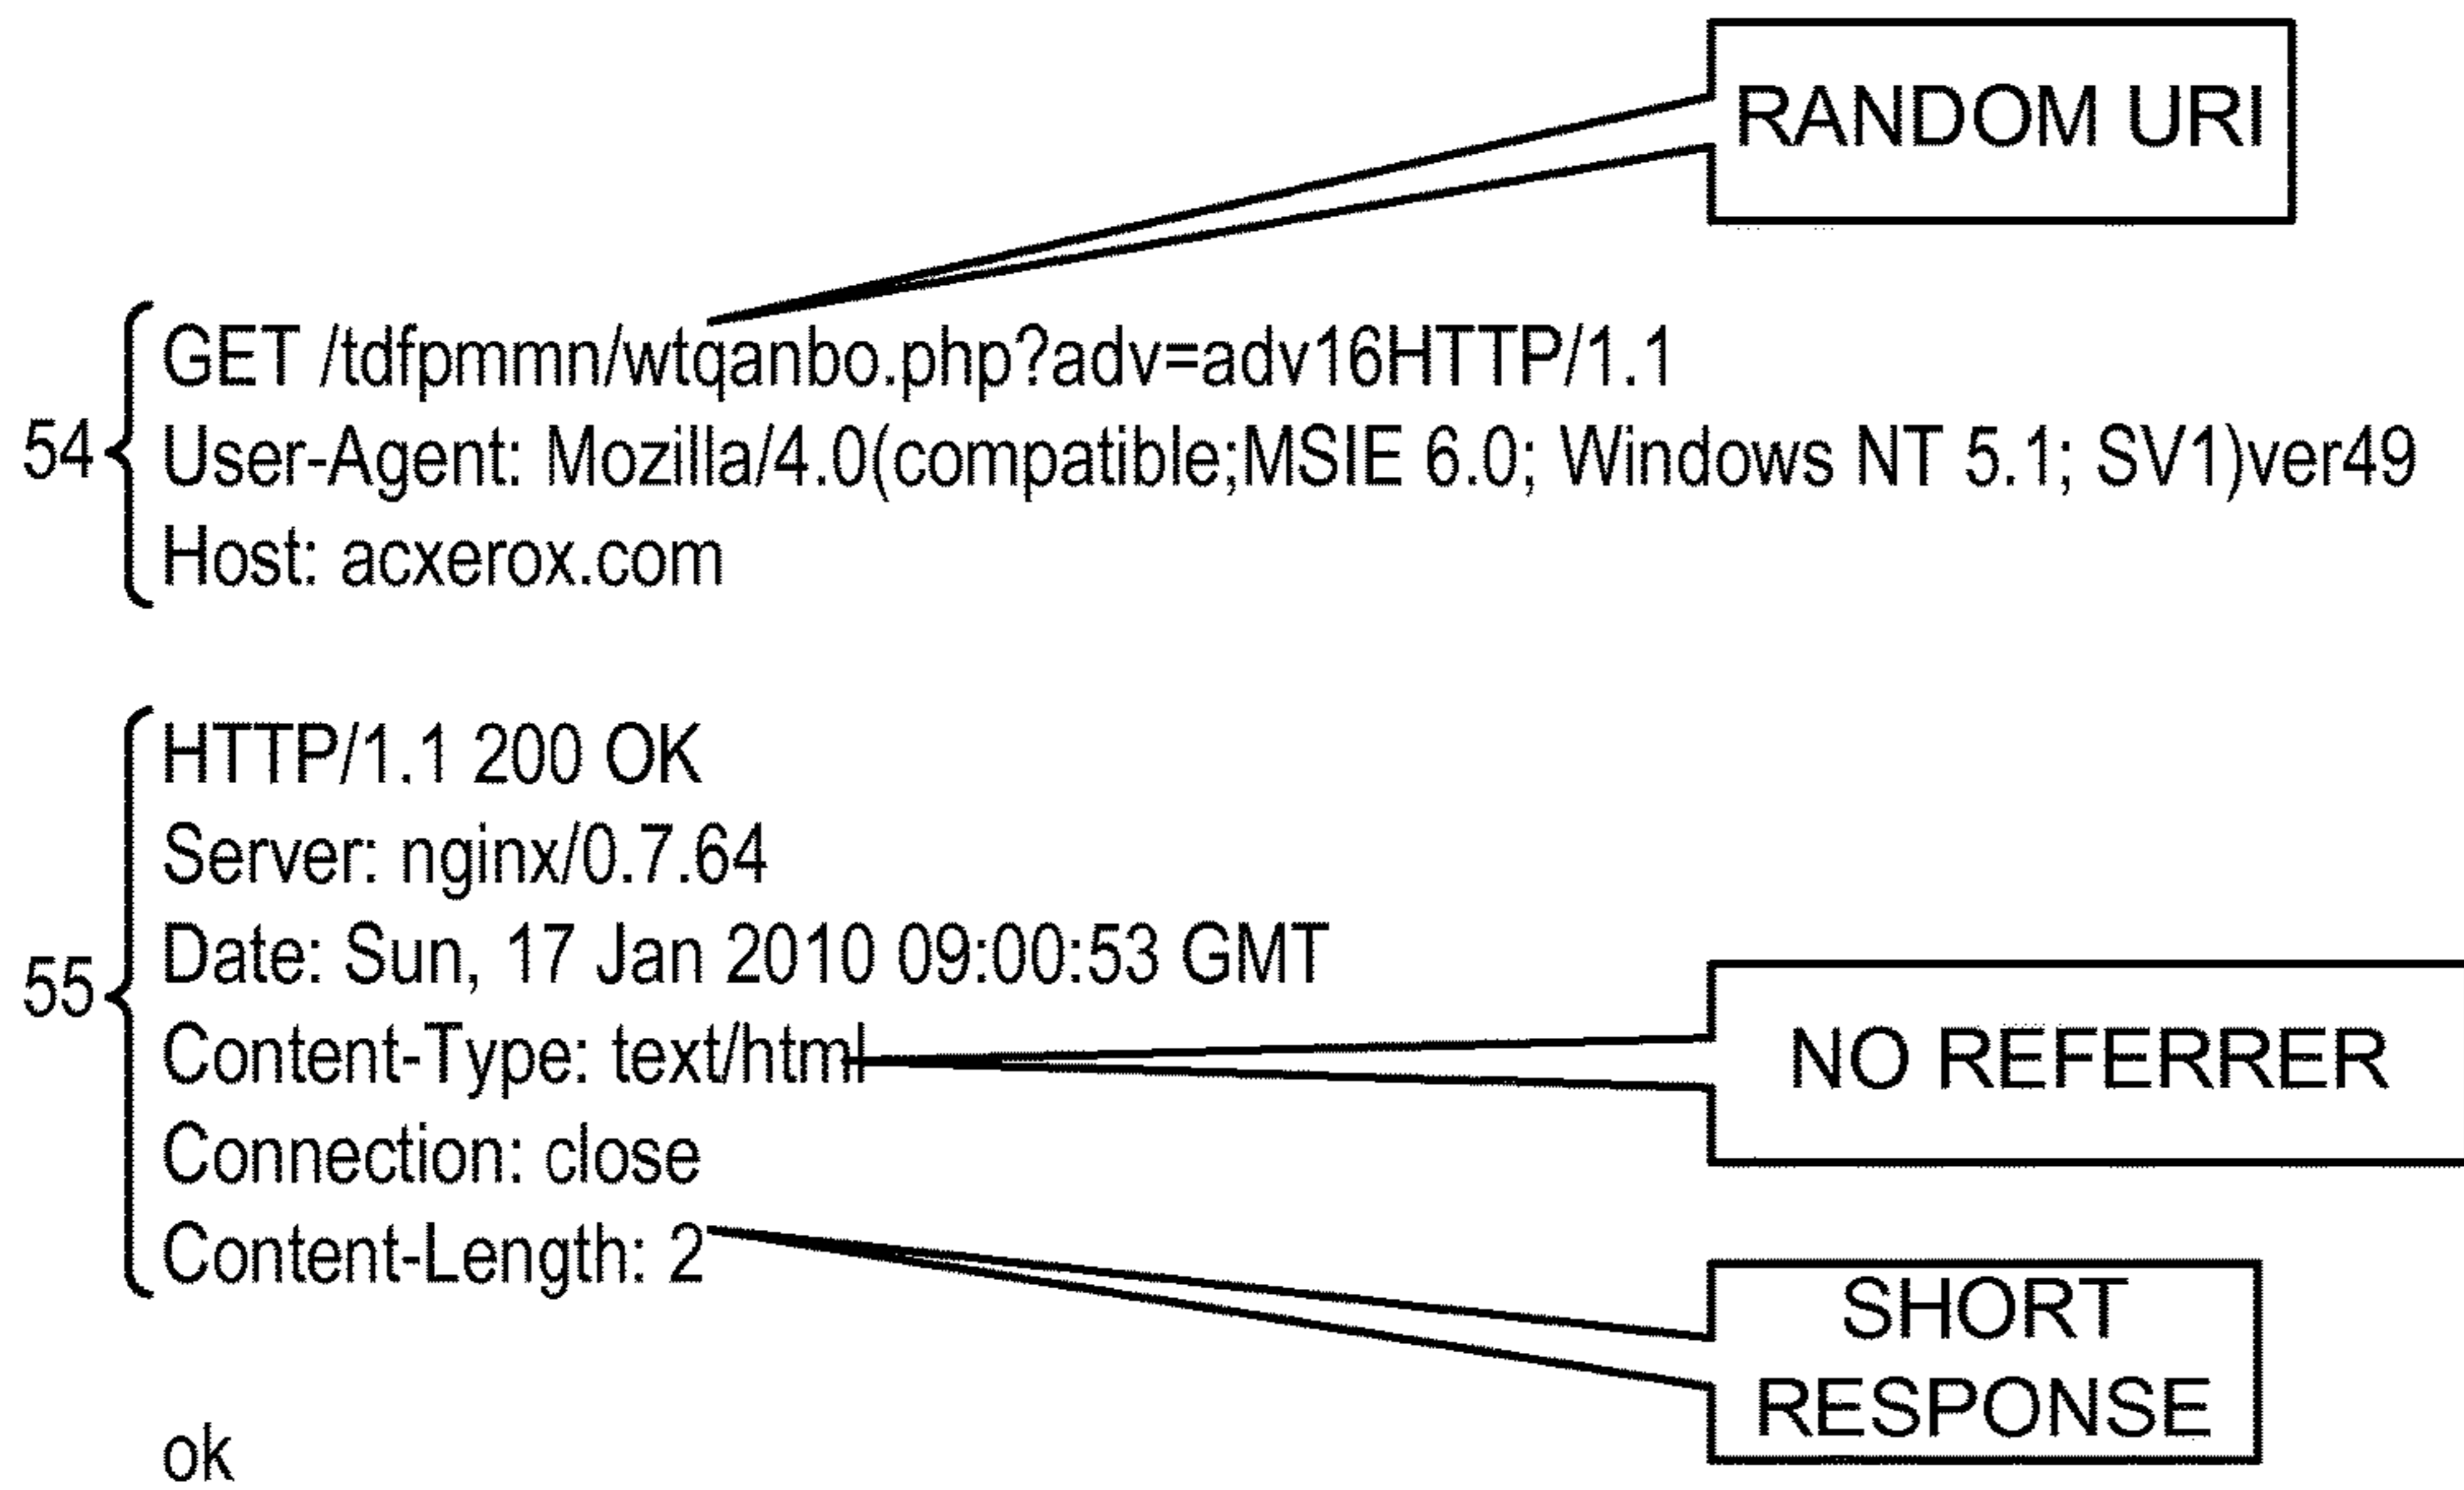 RANDOM URI
GET /tdfpmmn/wtqanbo.php?adv=adv16HTTP/1.1
54
User-Agent: Mozilla/4.0(compatible;MSIE 6.0; Windows NT 5.1; SV1)ver49
Host: acxerox.com
HTTP/1.1 200 OK
Server: nginx/0.7.64
Date: Sun, 17 Jan 2010 09:00:53 GMT
55
Content-Type: text/html
NO REFERRER
Connection: close
Content-Length: 2
SHORT
RESPONSE
ok